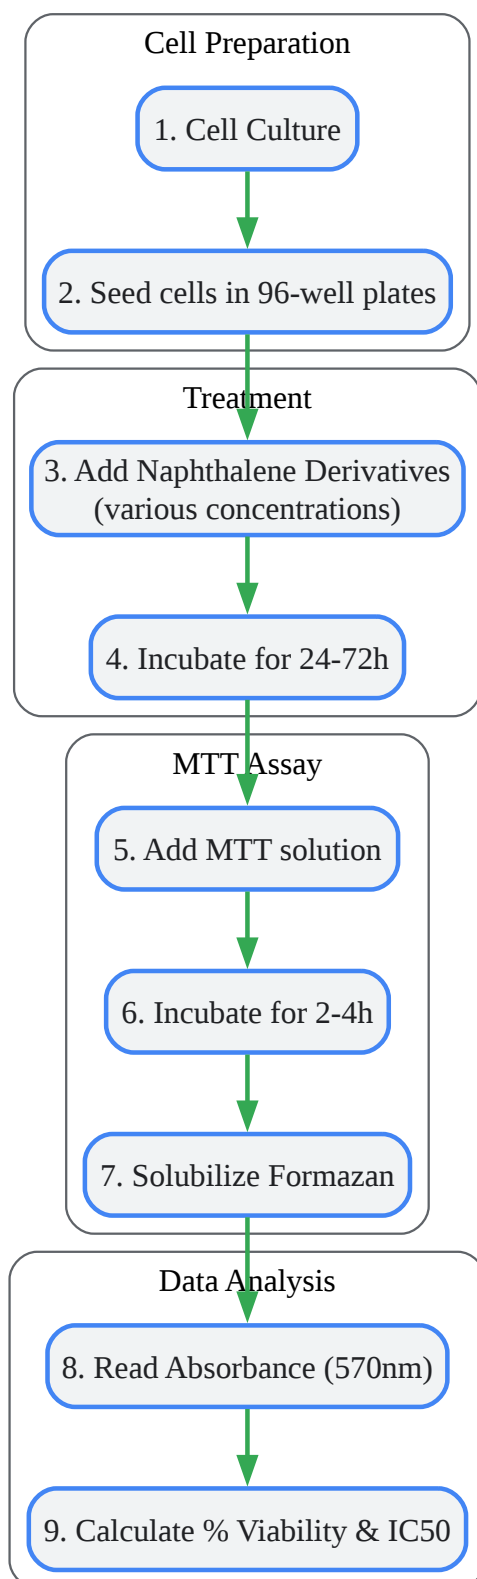 Cell Preparation
1. Cell Culture
2. Seed cells in 96-well plates
Treatment
3. Add Naphthalene Derivatives
(various concentrations)
4. Incubate for 24-72h
MTT Assay
5. Add MTT solution
6. Incubate for 2-4h
7. Solubilize Formazan
Data Analysis
8. Read Absorbance (570nm)
9. Calculate % Viability & IC50